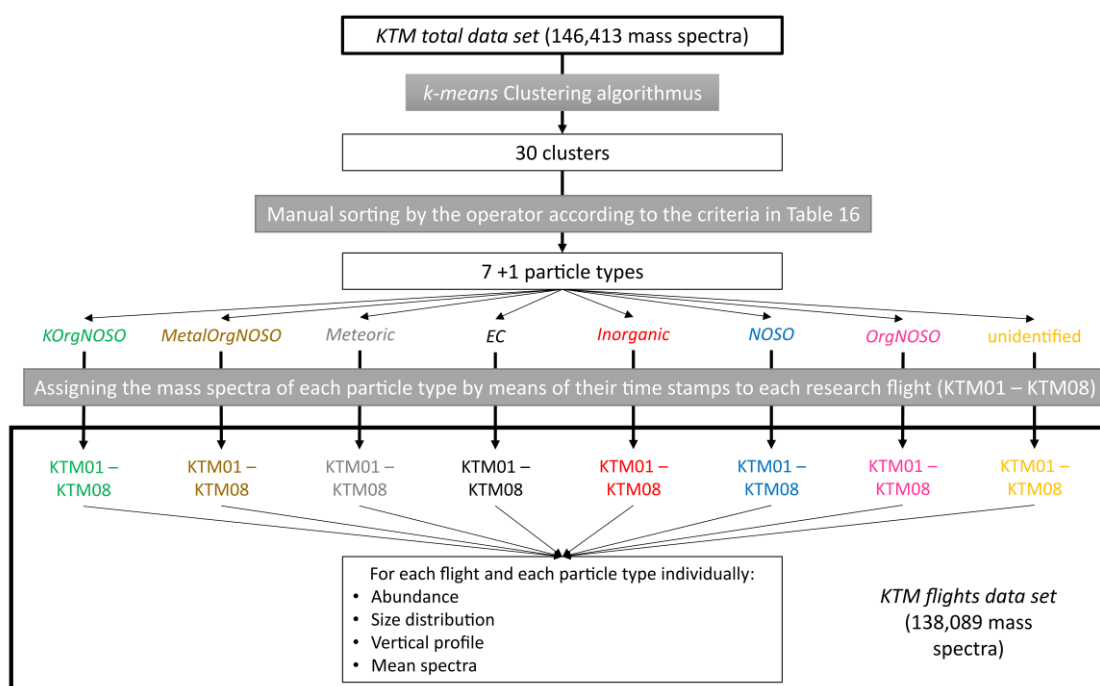 KTM total data set (146,413 mass spectra)
k-means Clustering algorithmus
30 clusters
Manual sorting by the operator according to the criteria in Table 16
7 +1 particle types
KOrgNOSO MetalOrgNOSO Meteoric EC Inorganic NOSO OrgNOSO unidentified
Assigning the mass spectra of each particle type by means of their time stamps to each research flight (KTM01 – KTM08)
KTM01 – KTM01 – KTM01 – KTM01 – KTM01 – KTM01 – KTM01 – KTM01 –
KTM08 KTM08 KTM08 KTM08 KTM08 KTM08 KTM08 KTM08
For each flight and each particle type individually:
• Abundance
• Size distribution
• Vertical profile
• Mean spectra
KTM flights data set
(138,089 mass
spectra)